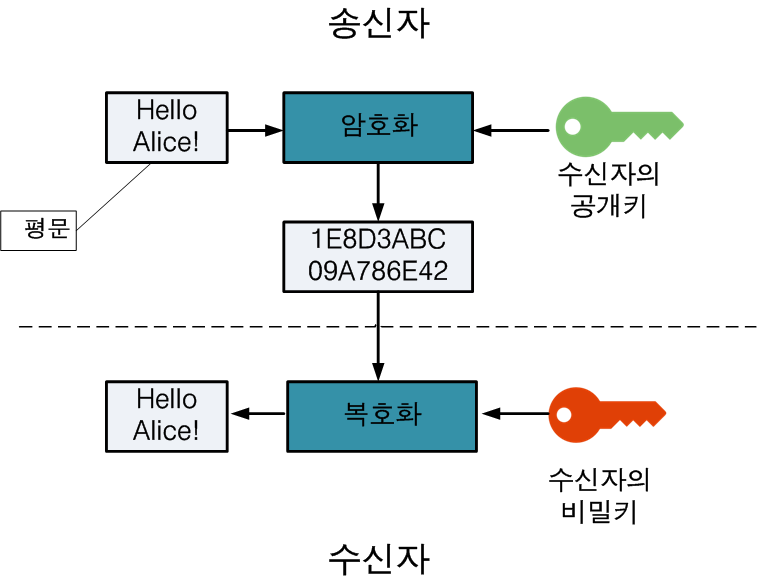 송신자
Hello
Alice!
암호화
수신자의
공개키
평문
1E8D3ABC
09A786E42
Hello
Alice!
복호화
수신자의
비밀키
수신자